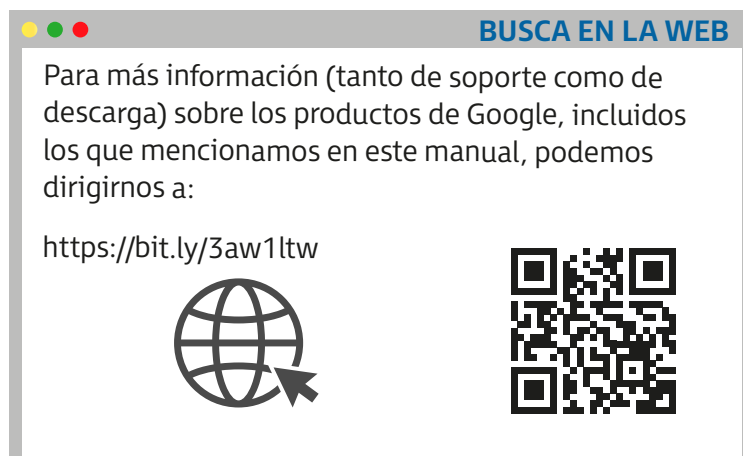 BUSCA EN LA WEB
Para más información (tanto de soporte como de
descarga) sobre los productos de Google, incluidos
los que mencionamos en este manual, podemos
dirigirnos a:
https://bit.ly/3aw1ltw